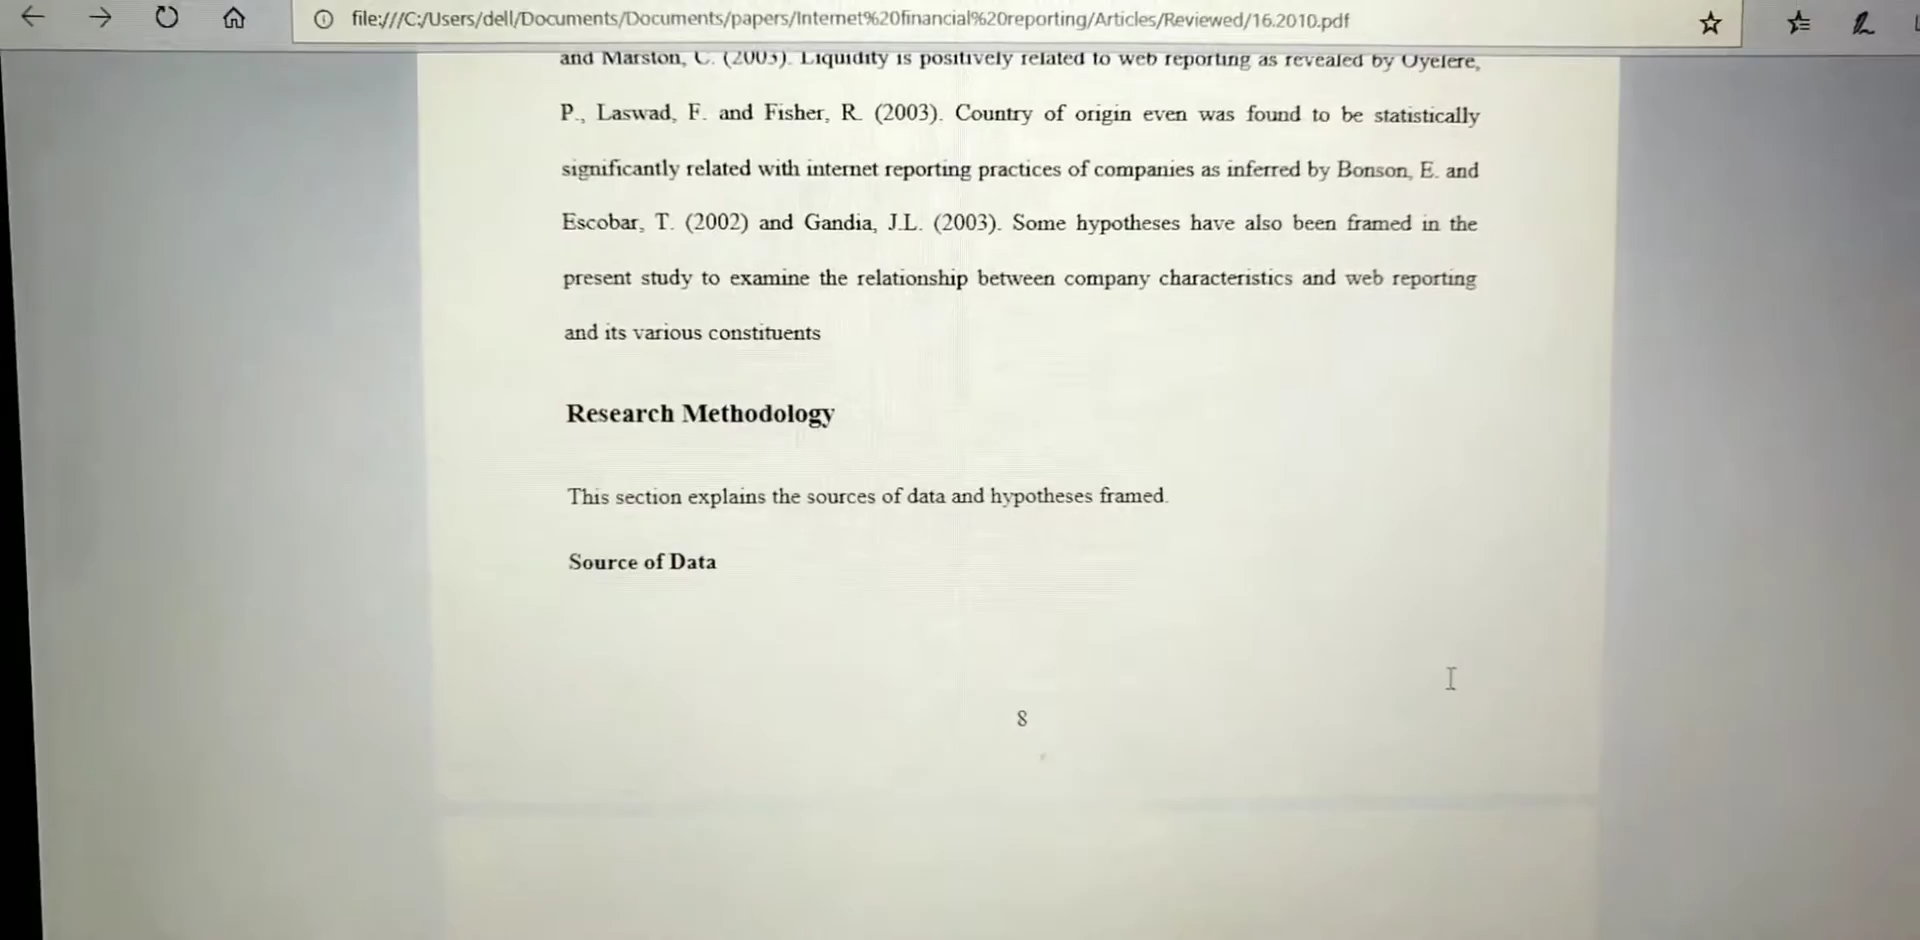 file:///C:/Users/dell/Documents/Documents/papers/Internet%20financial%20reporting/Articles/Reviewed/16.2010.pdf
and Marston, C. (2003). Liquidity is positively related to web reporting as revealed by Oyelere,
P., Laswad, F. and Fisher, R. (2003). Country of origin even was found to be statistically
significantly related with internet reporting practices of companies as inferred by Bonson, E. and
Escobar, T. (2002) and Gandia, J.L. (2003). Some hypotheses have also been framed in the
present study to examine the relationship between company characteristics and web reporting
and its various constituents
Research Methodology
This section explains the sources of data and hypotheses framed.
Source of Data
8